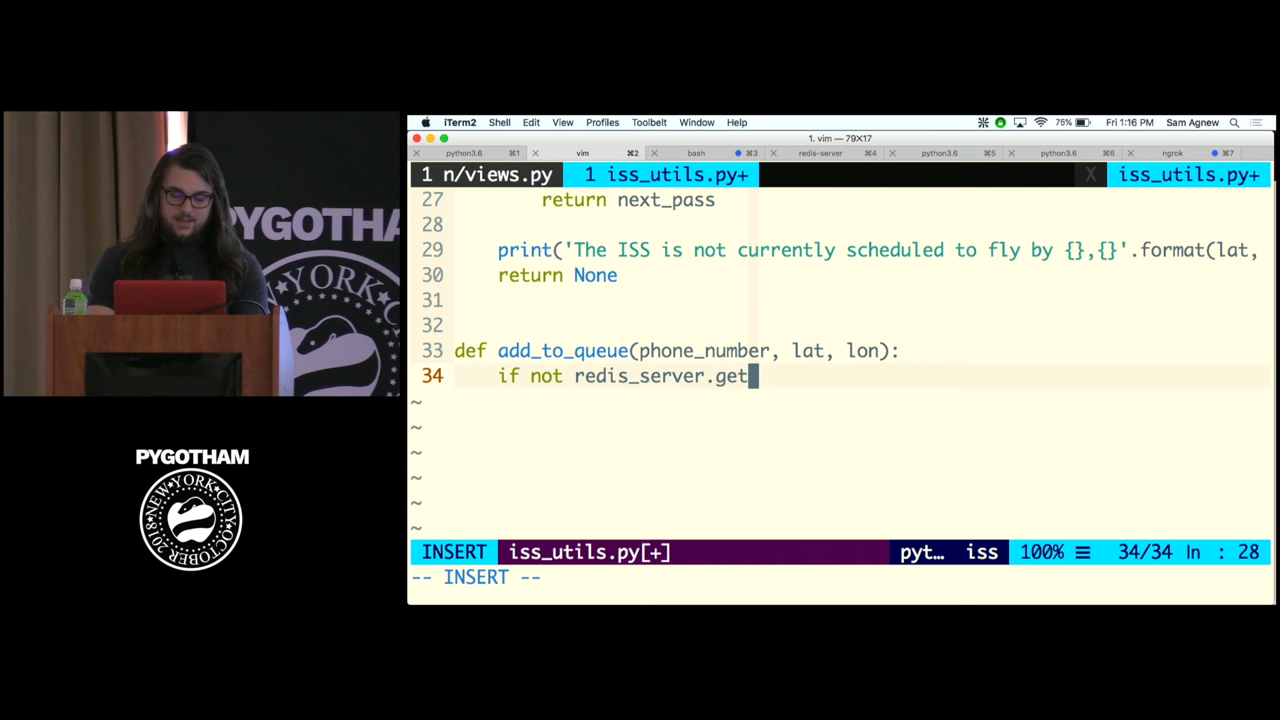 iTerm2 Shell Edit View Profiles Toolbelt Window Help 75% Fri 1:16 PM Sam Agnew
1. vim — 79×17
python3.6 ⌘1 vim ⌘2 bash ⌘3 redis-server ⌘4 python3.6 ⌘5 python3.6 ⌘6 ngrok ⌘7
1 n/views.py 1 iss_utils.py+ X iss_utils.py+
27 return next_pass
28
29 print('The ISS is not currently scheduled to fly by {},{}'.format(lat,
30 return None
31
32
33 def add_to_queue(phone_number, lat, lon):
34 if not redis_server.get
~
~
~
~
~
~
INSERT iss_utils.py[+] pyt… iss 100% ☰ 34/34 ln : 28
-- INSERT --
PYGOTHAM
PYGOTHAM
NEW YORK CITY
OCTOBER 2018